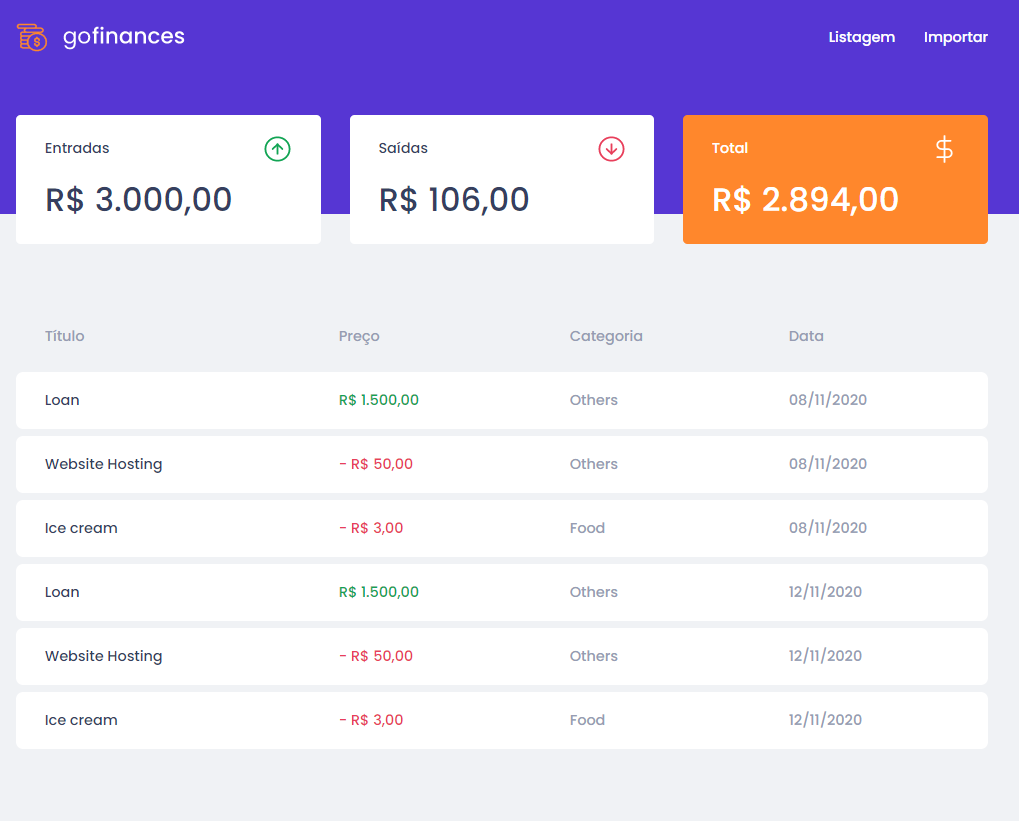 gofinances Listagem Importar
Entradas Saídas Total $
R$ 3.000,00 R$ 106,00 R$ 2.894,00
Título Preço Categoria Data
Loan R$ 1.500,00 Others 08/11/2020
Website Hosting - R$ 50,00 Others 08/11/2020
Ice cream - R$ 3,00 Food 08/11/2020
Loan R$ 1.500,00 Others 12/11/2020
Website Hosting - R$ 50,00 Others 12/11/2020
Ice cream - R$ 3,00 Food 12/11/2020